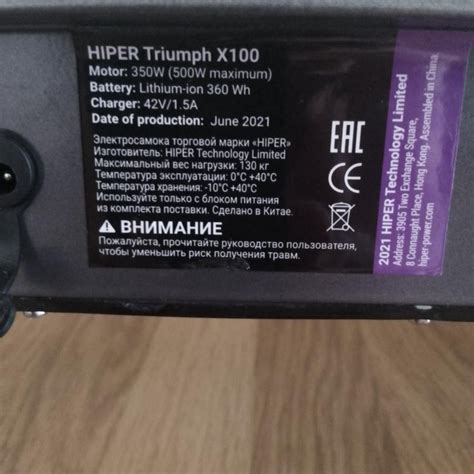 HIPER Triumph X100
Motor: 350W (500W maximum)
Battery: Lithium-ion 360 Wh
Charger: 42V/1.5A
Date of production: June 2021
Электросамока торговой марки «HIPER»
Изготовитель: HIPER Technology Limited
Максимальный вес нагрузки: 130 кг
Температура эксплуатации: 0°C +40°C
Температура хранения: -10°C +40°C
Используйте только с блоком питания
из комплекта поставки. Сделано в Китае.
ВНИМАНИЕ
Пожалуйста, прочитайте руководство пользователя,
чтобы уменьшить риск получения травм.
EAC
CE
2021 HIPER Technology Limited
Address: 3905 Two Exchange Square,
8 Connaught Place, Hong Kong. Assembled in China.
hiper-power.com